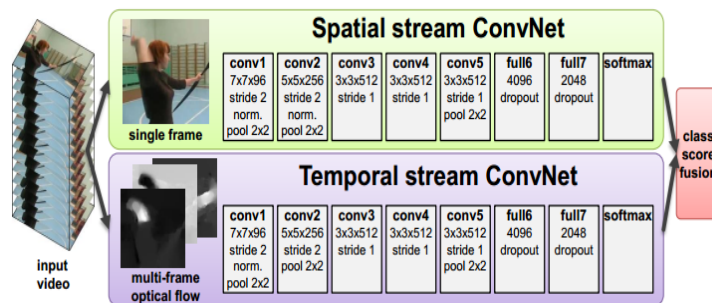 Spatial stream ConvNet
conv1
7x7x96
stride 2
norm.
pool 2x2
conv2
5x5x256
stride 2
norm.
pool 2x2
conv3
3x3x512
stride 1
conv4
3x3x512
stride 1
conv5
3x3x512
stride 1
pool 2x2
full6
4096
dropout
full7
2048
dropout
softmax
single frame
Temporal stream ConvNet
conv1
7x7x96
stride 2
norm.
pool 2x2
conv2
5x5x256
stride 2
pool 2x2
conv3
3x3x512
stride 1
conv4
3x3x512
stride 1
conv5
3x3x512
stride 1
pool 2x2
full6
4096
dropout
full7
2048
dropout
softmax
multi-frame
optical flow
input
video
class
score
fusion